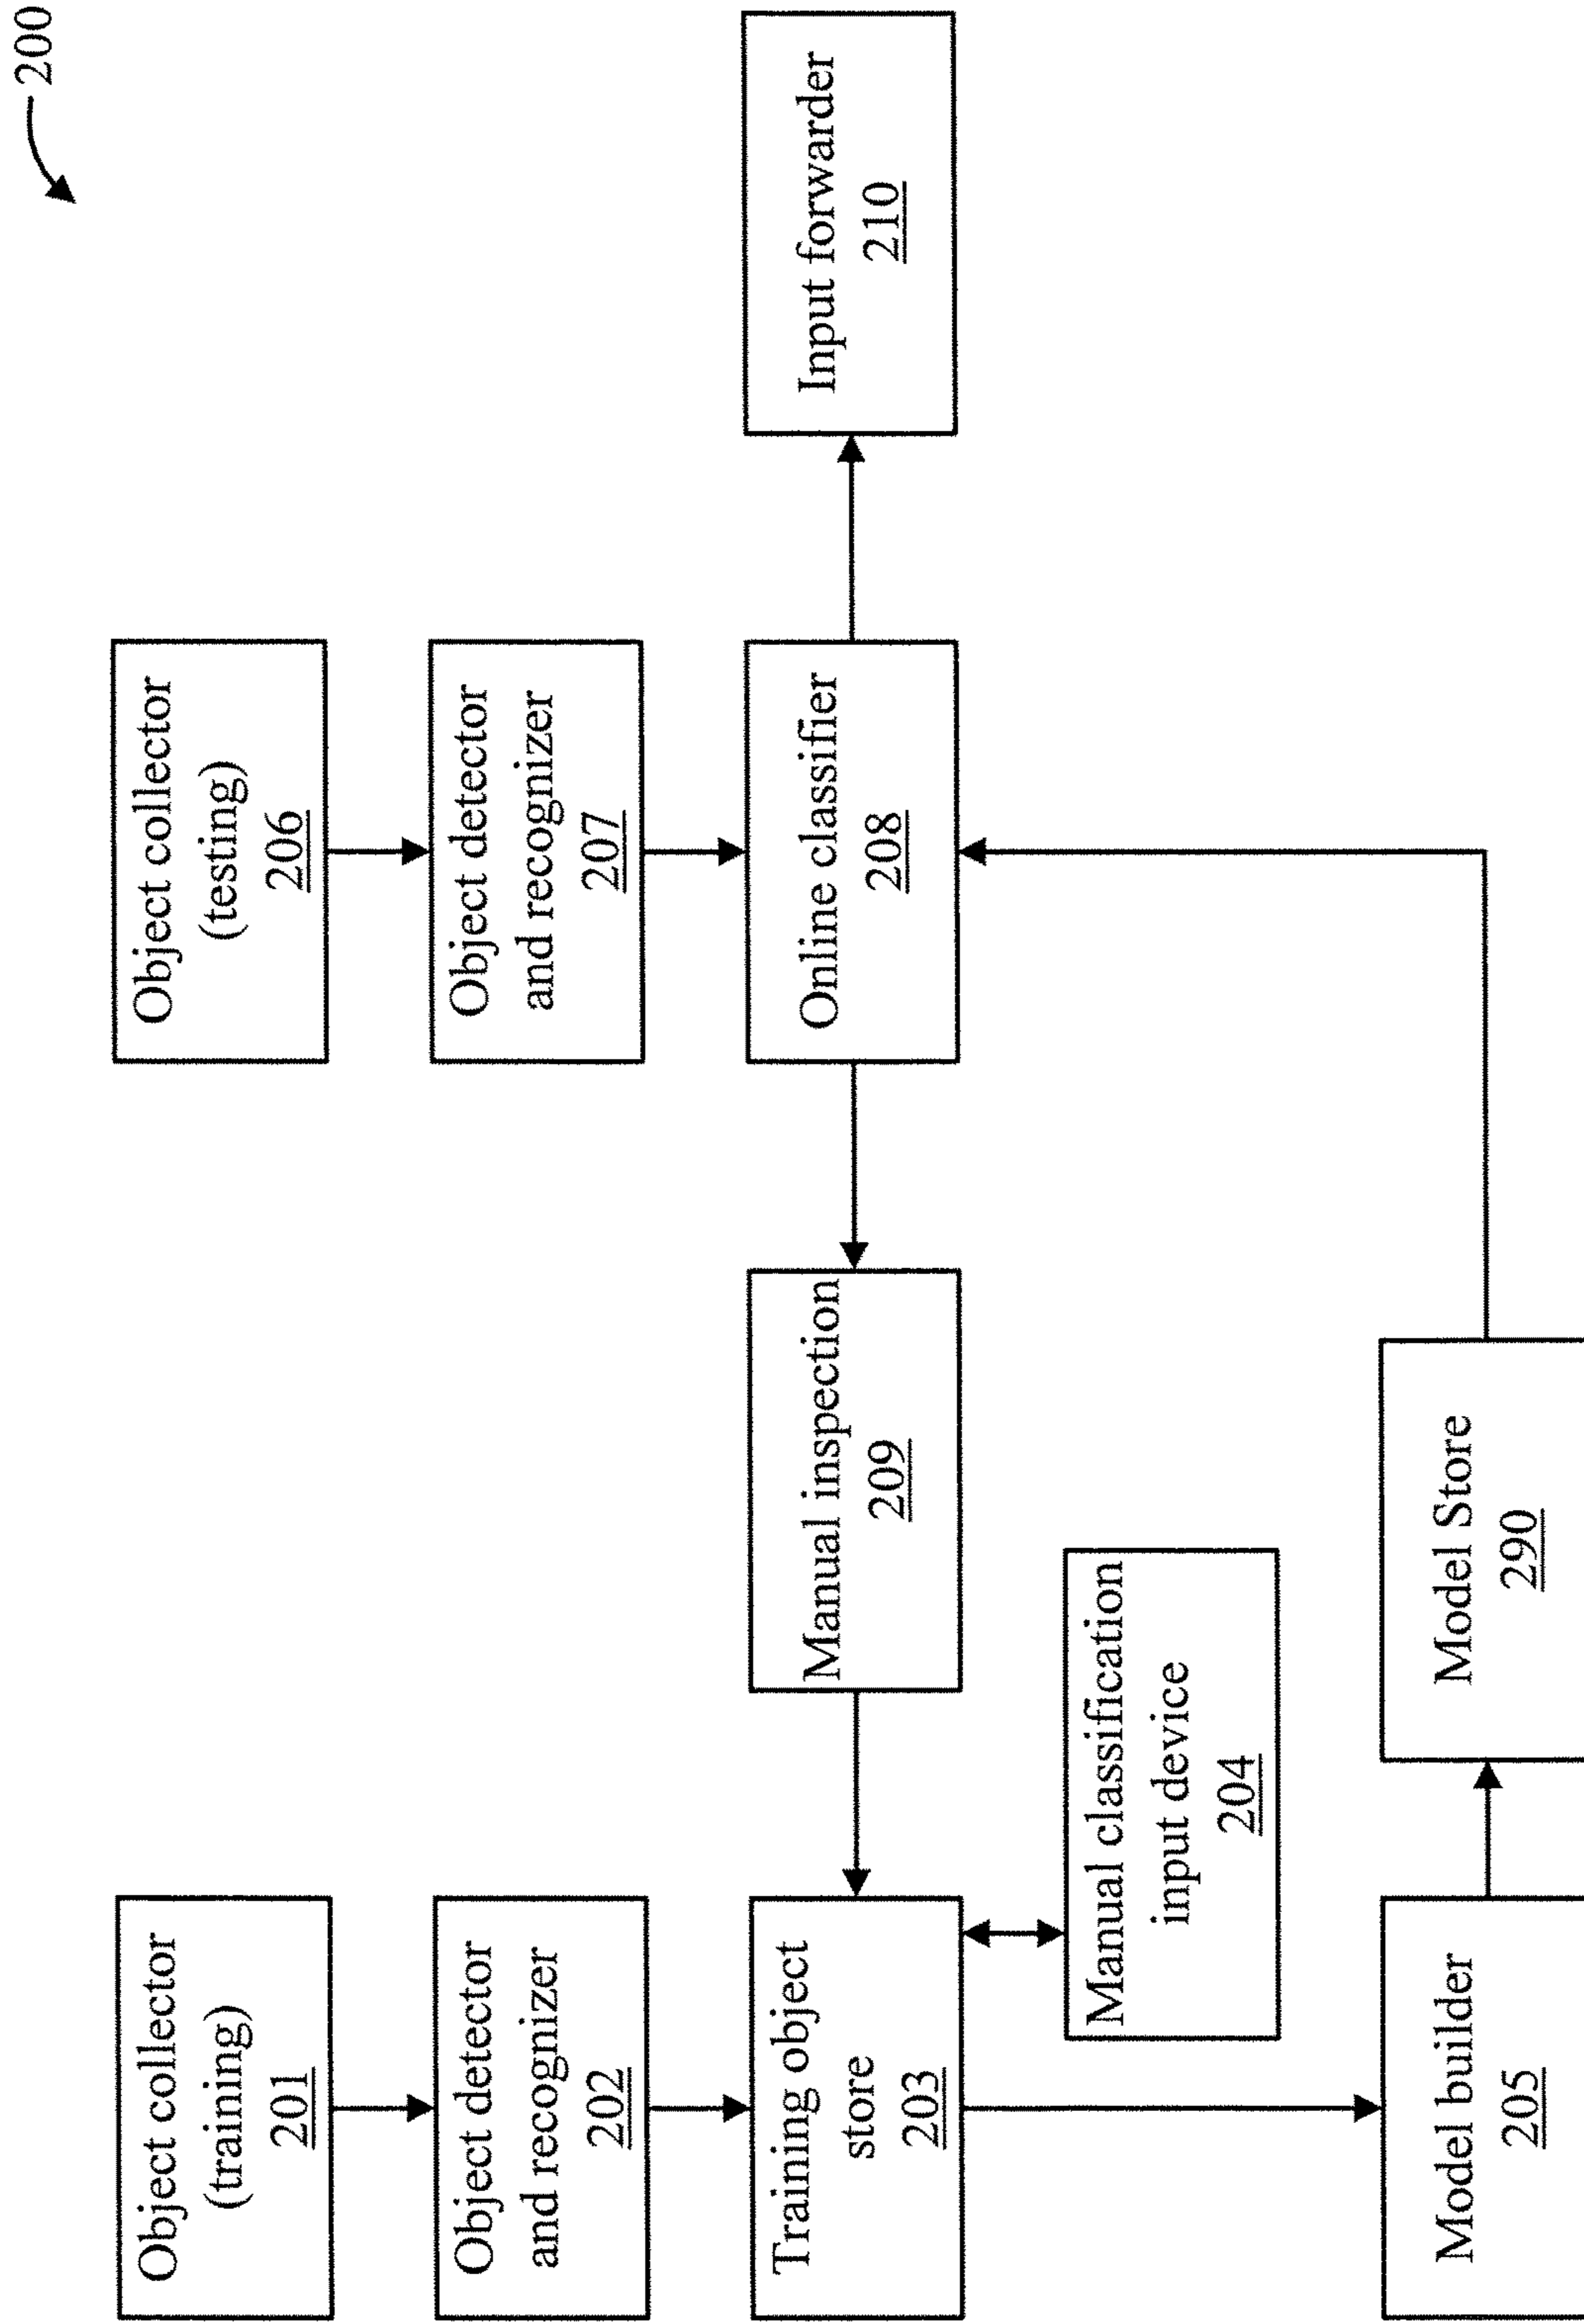 200
Object collector
(training)
201
Object collector
(testing)
206
Object detector
and recognizer
202
Object detector
and recognizer
207
Training object
store
203
Manual inspection
209
Online classifier
208
Input forwarder
210
Manual classification
input device
204
Model builder
205
Model Store
290